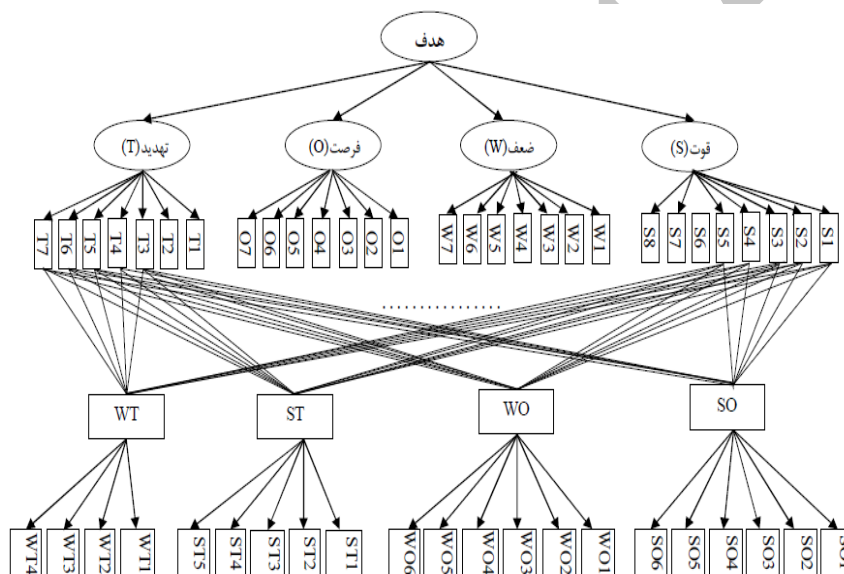 هدف
قوت(S) ضعف(W) فرصت(O) تهدید(T)
S1 S2 S3 S4 S5 S6 S7 S8 W1 W2 W3 W4 W5 W6 W7 O1 O2 O3 O4 O5 O6 O7 T1 T2 T3 T4 T5 T6 T7
................
SO WO ST WT
SO1 SO2 SO3 SO4 SO5 SO6 WO1 WO2 WO3 WO4 WO5 WO6 ST1 ST2 ST3 ST4 ST5 WT1 WT2 WT3 WT4